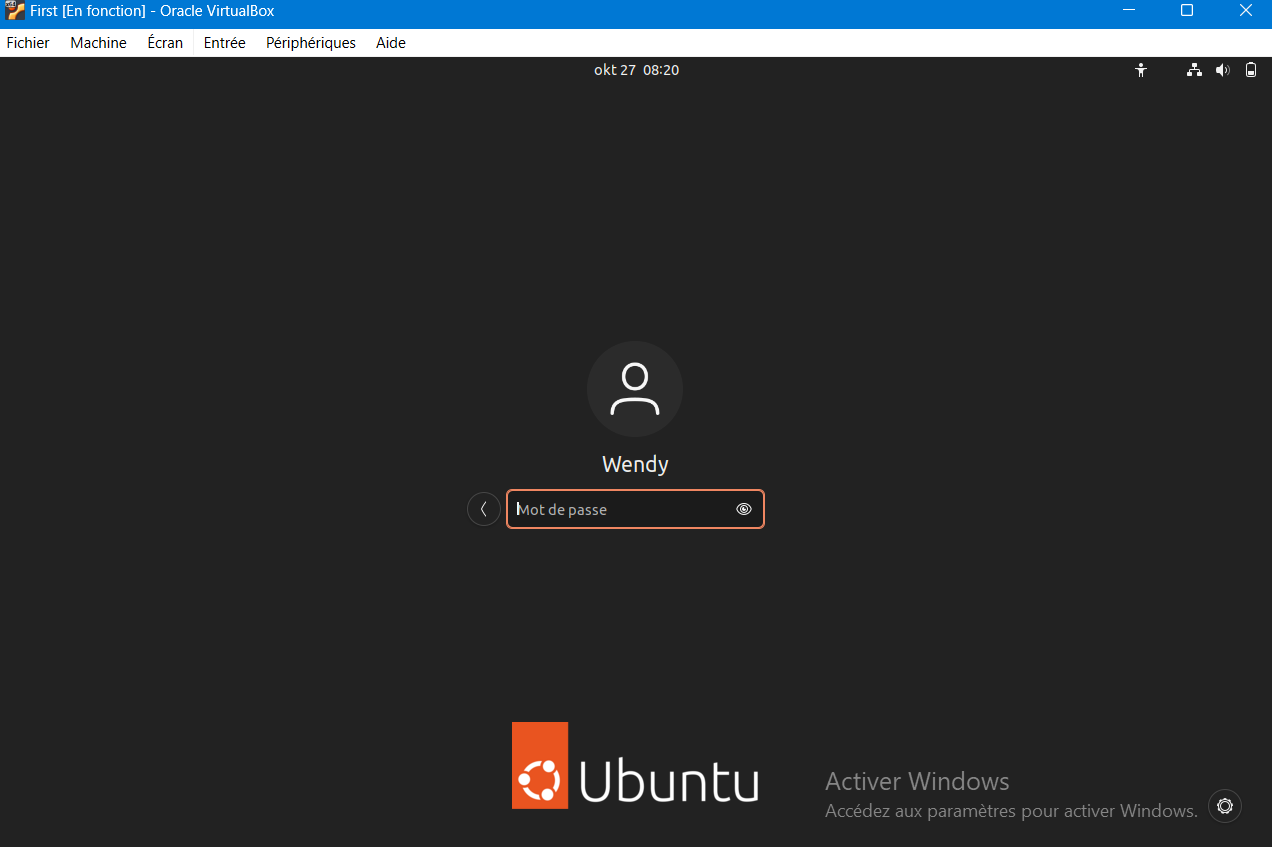 First [En fonction] - Oracle VirtualBox
Fichier Machine Écran Entrée Périphériques Aide
okt 27 08:20
Wendy
Mot de passe
Ubuntu
Activer Windows
Accédez aux paramètres pour activer Windows.